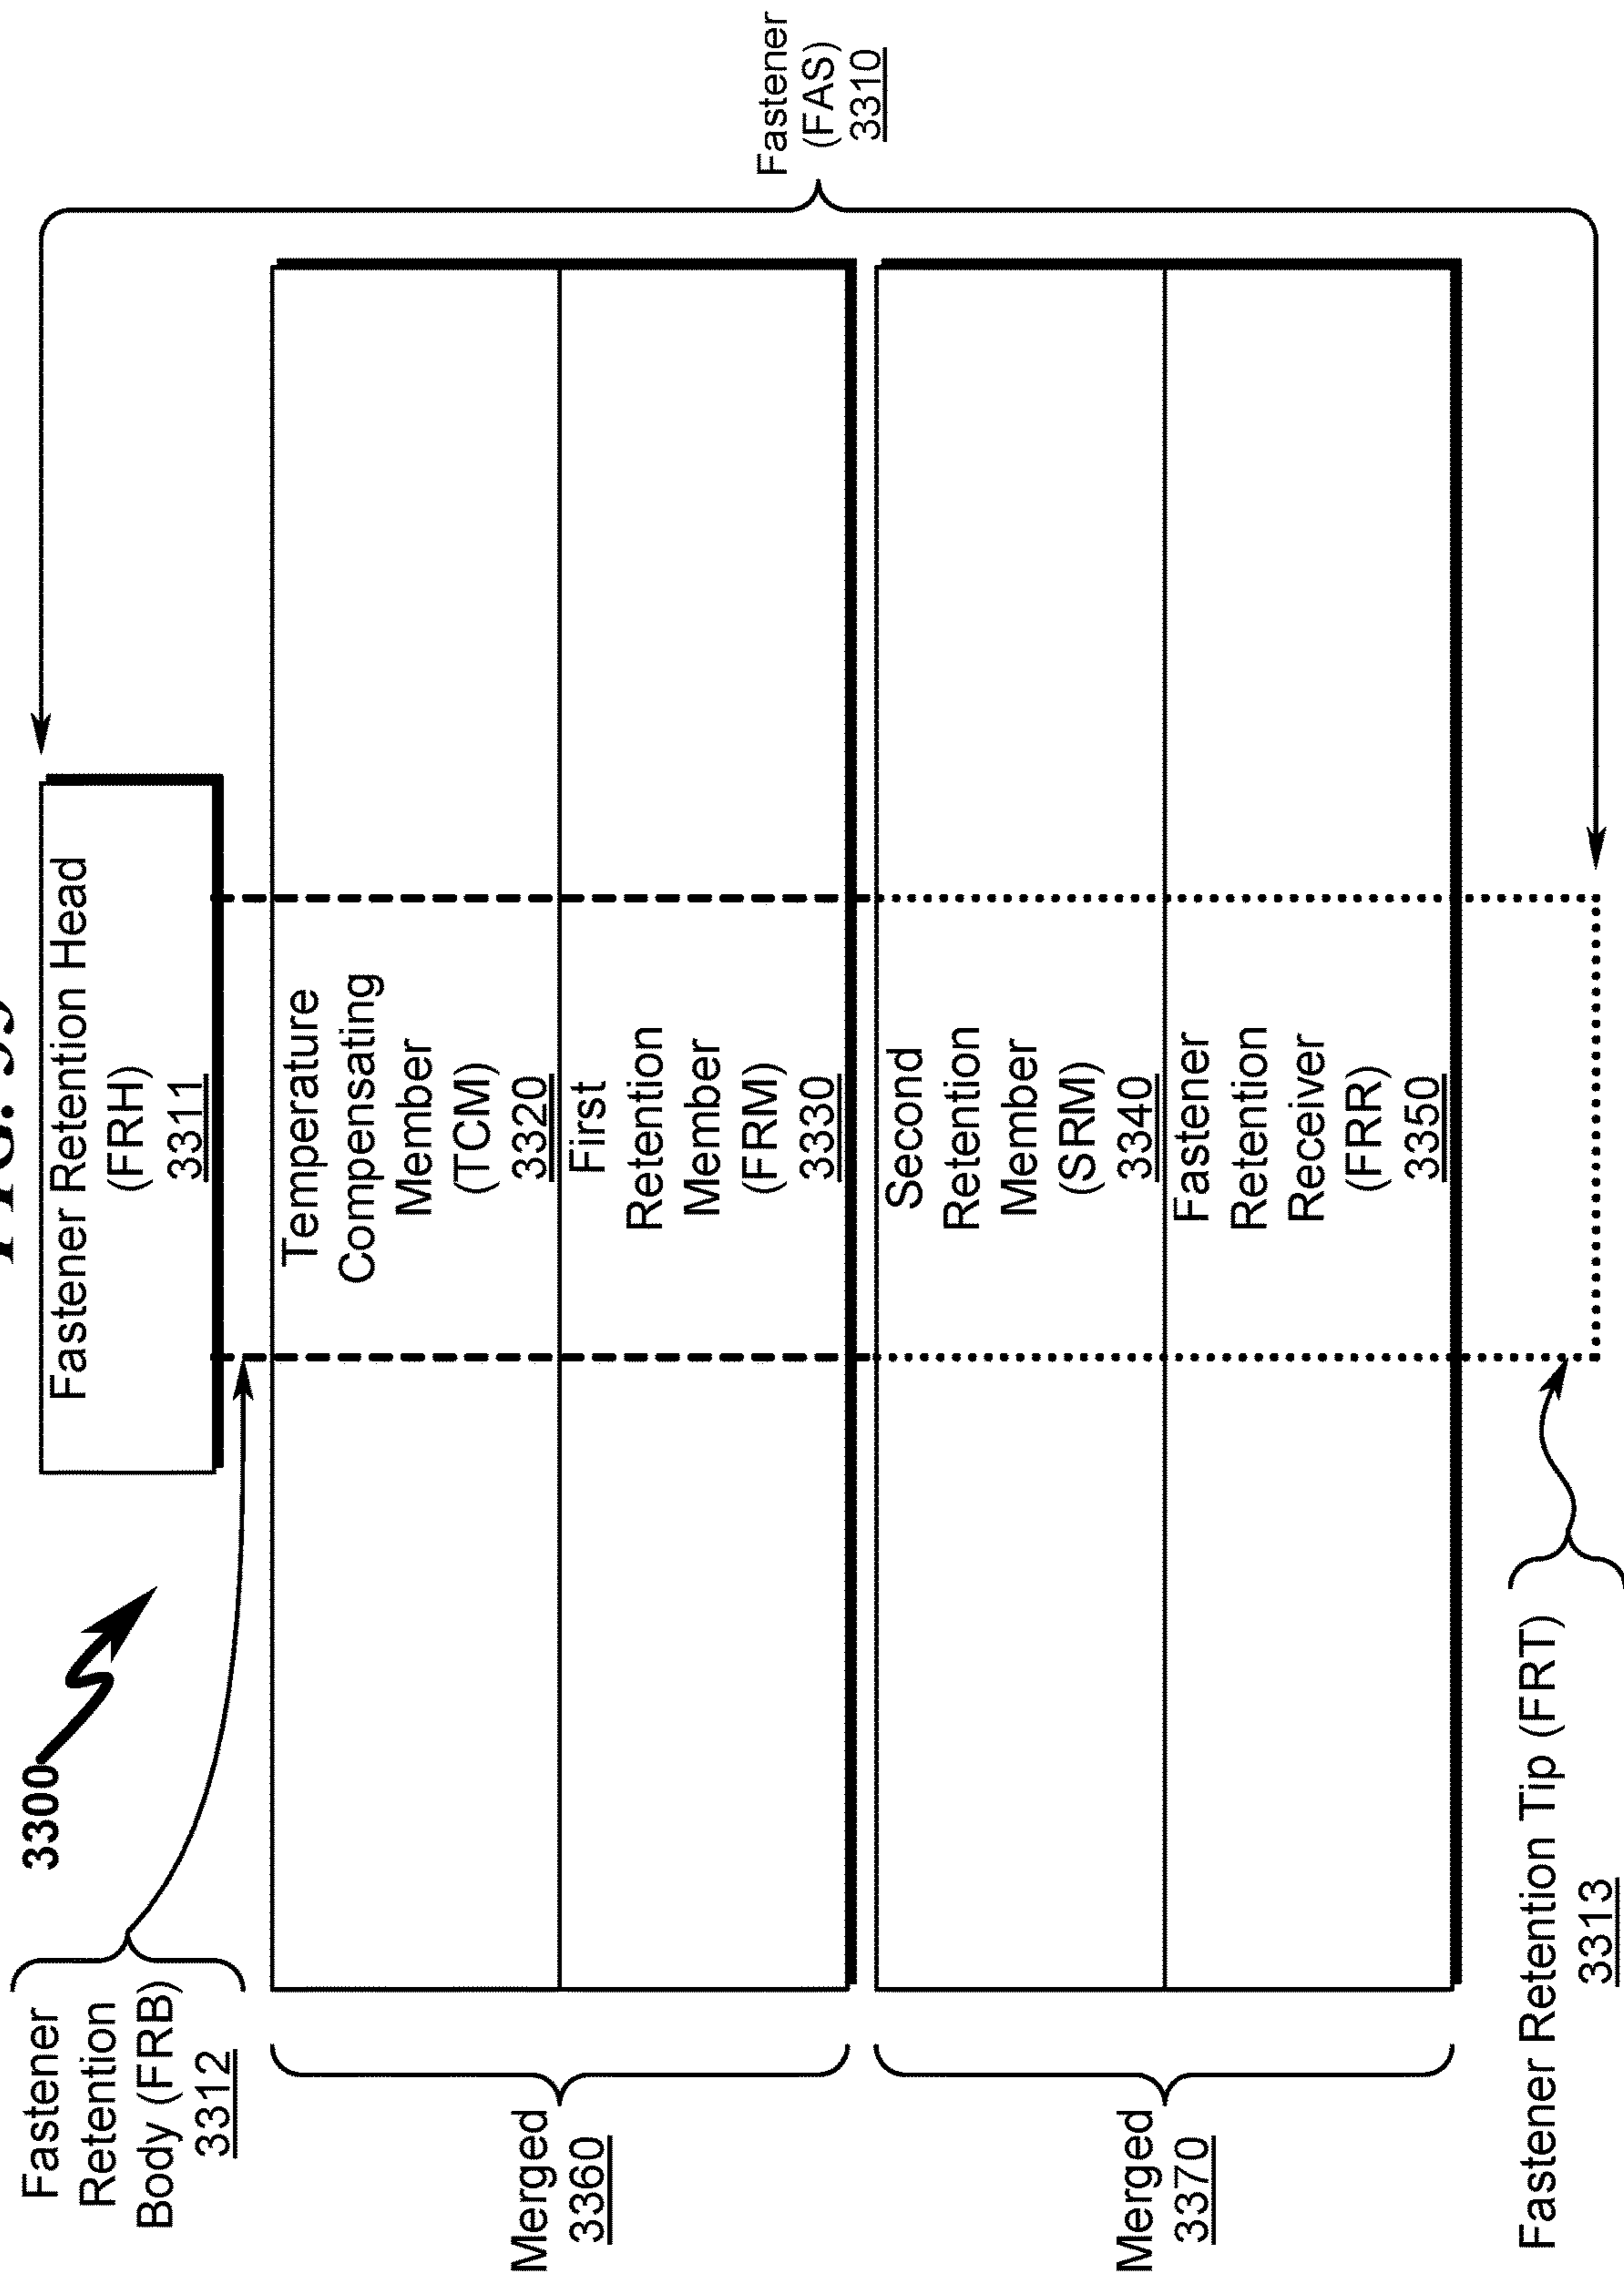 3300
Fastener
Retention
Body (FRB)
3312
Fastener Retention Head
(FRH)
3311
Temperature
Compensating
Member
(TCM)
3320
First
Retention
Member
(FRM)
3330
Merged
3360
Fastener
(FAS)
3310
Second
Retention
Member
(SRM)
3340
Fastener
Retention
Receiver
(FRR)
3350
Merged
3370
Fastener Retention Tip (FRT)
3313